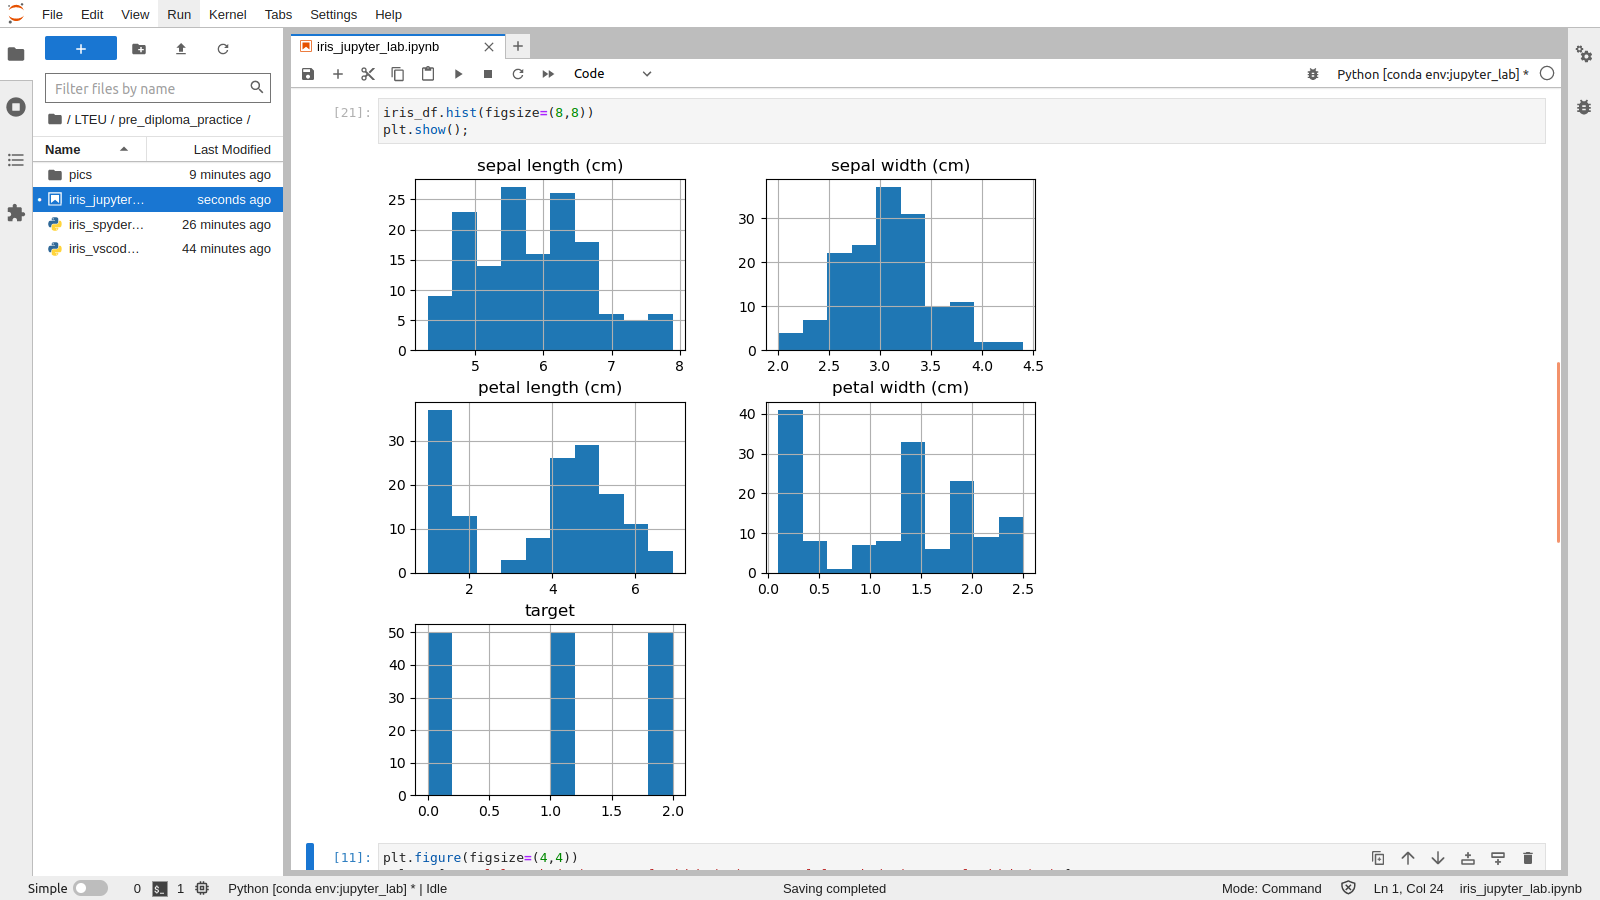 File Edit View Run Kernel Tabs Settings Help
iris_jupyter_lab.ipynb
Code
Python [conda env:jupyter_lab] *
Filter files by name
/ LTEU / pre_diploma_practice /
Name Last Modified
pics 9 minutes ago
iris_jupyter… seconds ago
iris_spyder… 26 minutes ago
iris_vscod… 44 minutes ago
[21]: iris_df.hist(figsize=(8,8))
plt.show();
sepal length (cm)
25
20
15
10
5
0
5 6 7 8
sepal width (cm)
30
20
10
0
2.0 2.5 3.0 3.5 4.0 4.5
petal length (cm)
30
20
10
0
2 4 6
petal width (cm)
40
30
20
10
0
0.0 0.5 1.0 1.5 2.0 2.5
target
50
40
30
20
10
0
0.0 0.5 1.0 1.5 2.0
[11]: plt.figure(figsize=(4,4))
Simple 0 $_ 1 Python [conda env:jupyter_lab] * | Idle Saving completed Mode: Command Ln 1, Col 24 iris_jupyter_lab.ipynb